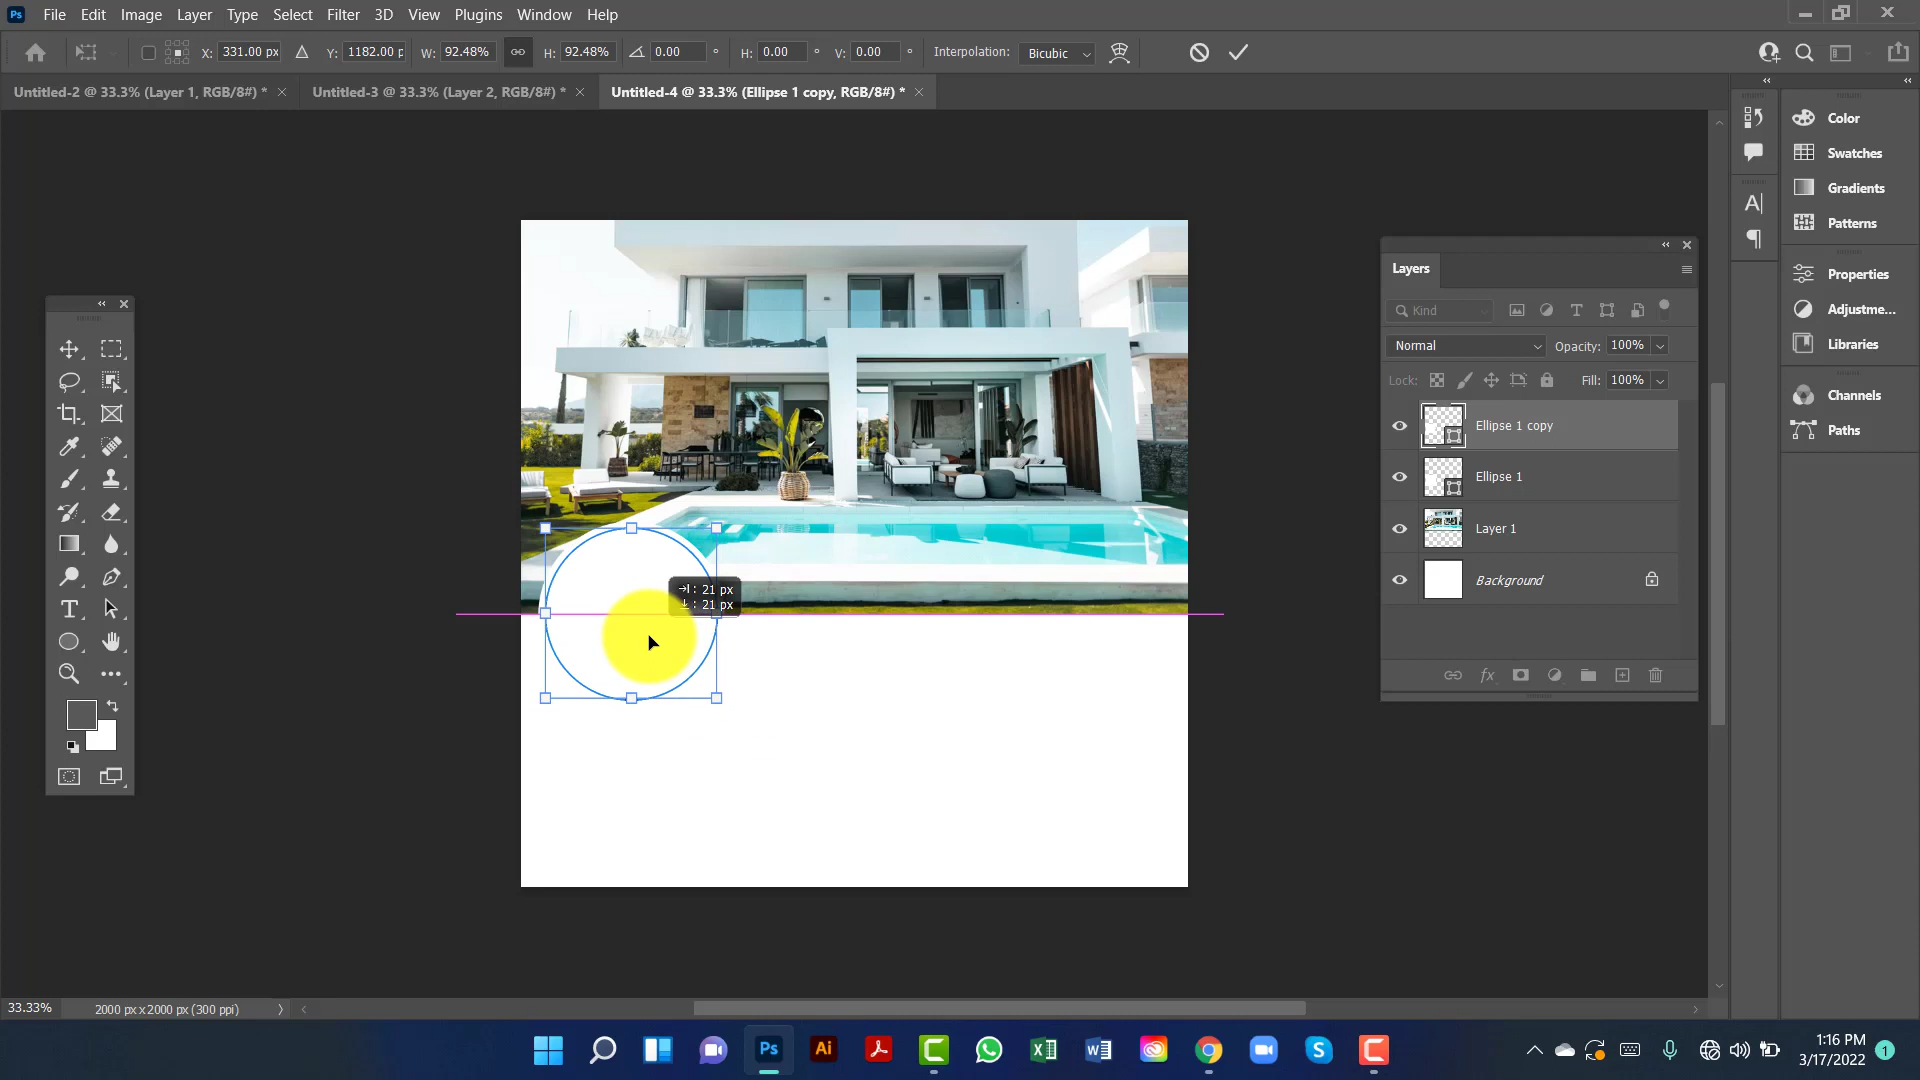 Ps File Edit Image Layer Type Select Filter 3D View Plugins Window Help
X: 331.00 px Y: 1182.00 p W: 92.48% H: 92.48% 0.00 ° H: 0.00 ° V: 0.00 ° Interpolation: Bicubic
Untitled-2 @ 33.3% (Layer 1, RGB/8#) * Untitled-3 @ 33.3% (Layer 2, RGB/8#) * Untitled-4 @ 33.3% (Ellipse 1 copy, RGB/8#) *
Color
Swatches
Gradients
Patterns
Properties
Adjustme...
Libraries
Channels
Paths
Layers
Kind
Normal Opacity: 100%
Lock: Fill: 100%
Ellipse 1 copy
Ellipse 1
Layer 1
Background
: 21 px
: 21 px
33.33% 2000 px x 2000 px (300 ppi)
Ps Ai
1:16 PM
3/17/2022
1